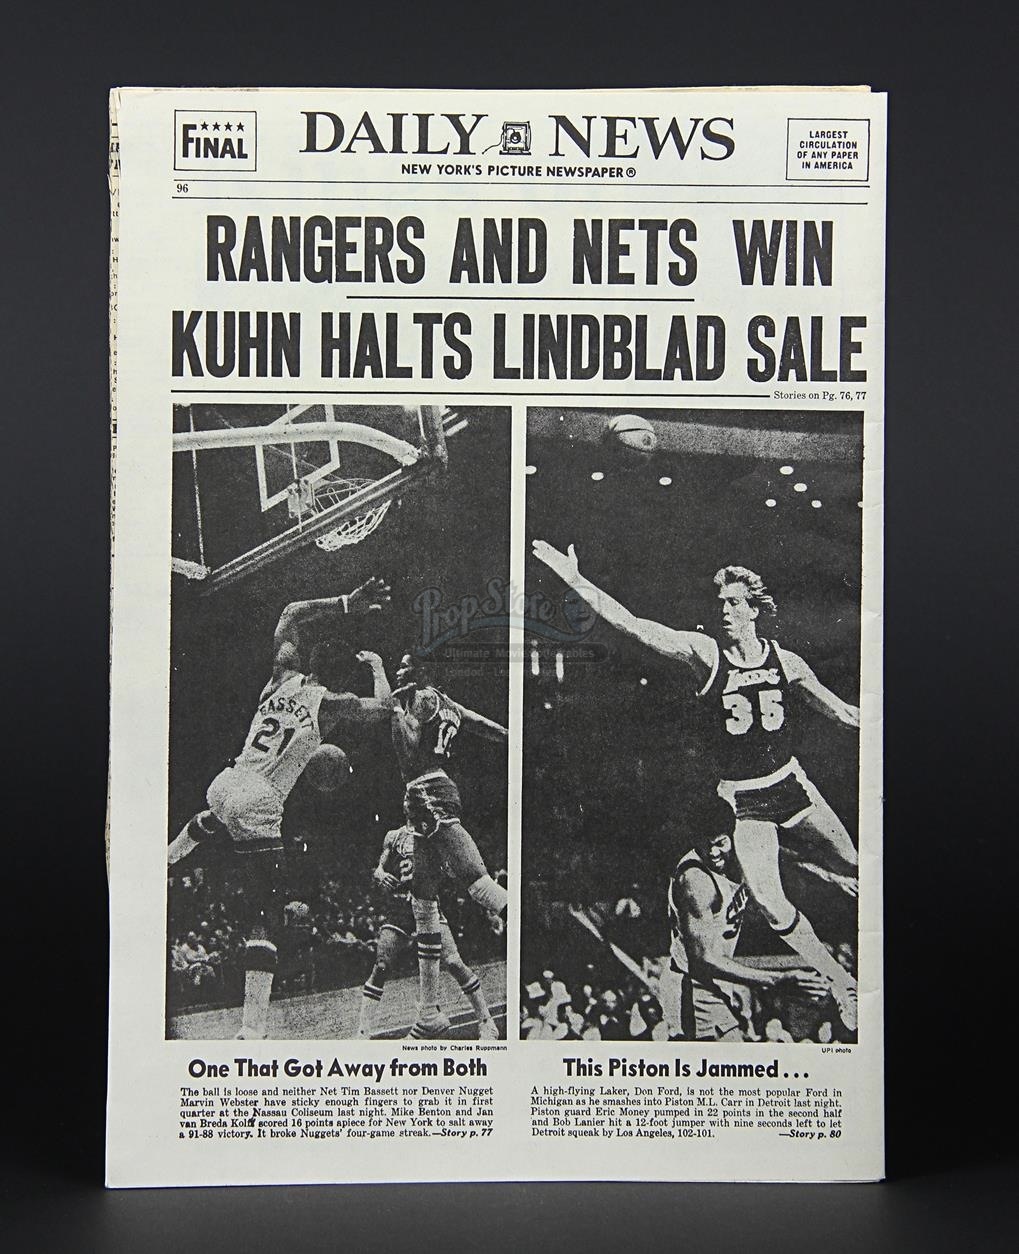 ★★★★
FINAL
DAILY NEWS
NEW YORK'S PICTURE NEWSPAPER®
LARGEST
CIRCULATION
OF ANY PAPER
IN AMERICA
96
RANGERS AND NETS WIN
KUHN HALTS LINDBLAD SALE
Stories on Pg. 76, 77
BASSETT
21
Lakers
35
Prop Store
Ultimate Movie Collectables
News photo by Charles Ruppmann
UPI photo
One That Got Away from Both
The ball is loose and neither Net Tim Bassett nor Denver Nugget
Marvin Webster have sticky enough fingers to grab it in first
quarter at the Nassau Coliseum last night. Mike Benton and Jan
van Breda Kolff scored 16 points apiece for New York to salt away
a 91-88 victory. It broke Nuggets' four-game streak.—Story p. 77
This Piston Is Jammed...
A high-flying Laker, Don Ford, is not the most popular Ford in
Michigan as he smashes into Piston M.L. Carr in Detroit last night.
Piston guard Eric Money pumped in 22 points in the second half
and Bob Lanier hit a 12-foot jumper with nine seconds left to let
Detroit squeak by Los Angeles, 102-101. —Story p. 80